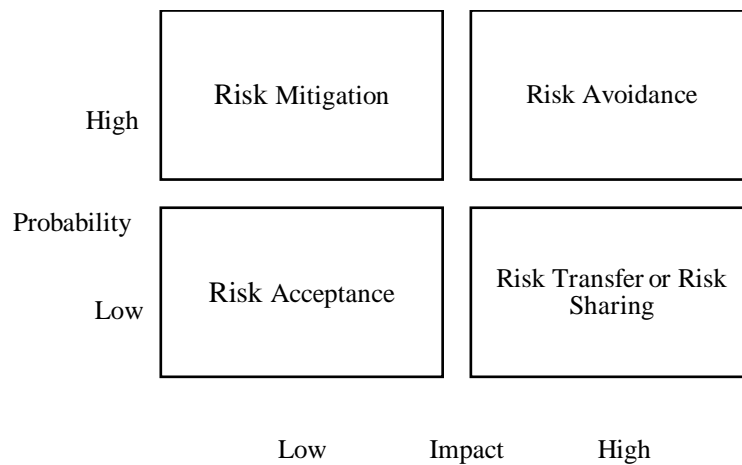 Risk Mitigation
Risk Avoidance
High
Probability
Risk Acceptance
Risk Transfer or Risk
Sharing
Low
Low
Impact
High